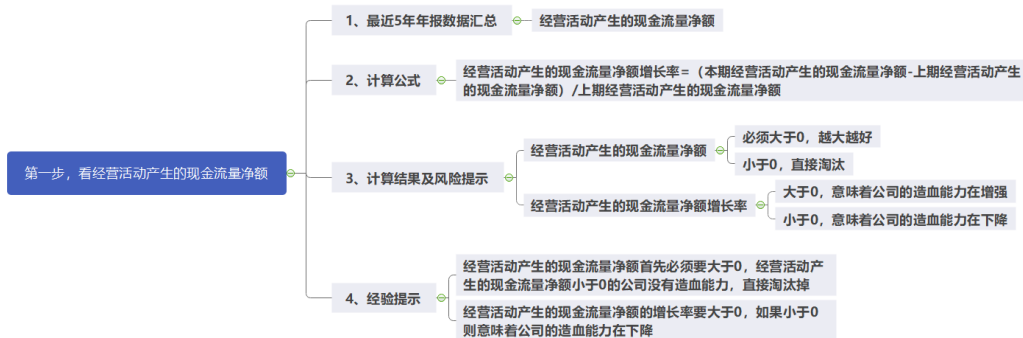 第一步，看经营活动产生的现金流量净额
1、最近5年年报数据汇总
经营活动产生的现金流量净额
2、计算公式
经营活动产生的现金流量净额增长率=（本期经营活动产生的现金流量净额-上期经营活动产生
的现金流量净额）/上期经营活动产生的现金流量净额
3、计算结果及风险提示
经营活动产生的现金流量净额
必须大于0，越大越好
小于0，直接淘汰
经营活动产生的现金流量净额增长率
大于0，意味着公司的造血能力在增强
小于0，意味着公司的造血能力在下降
4、经验提示
经营活动产生的现金流量净额首先必须要大于0，经营活动产
生的现金流量净额小于0的公司没有造血能力，直接淘汰掉
经营活动产生的现金流量净额的增长率要大于0，如果小于0
则意味着公司的造血能力在下降